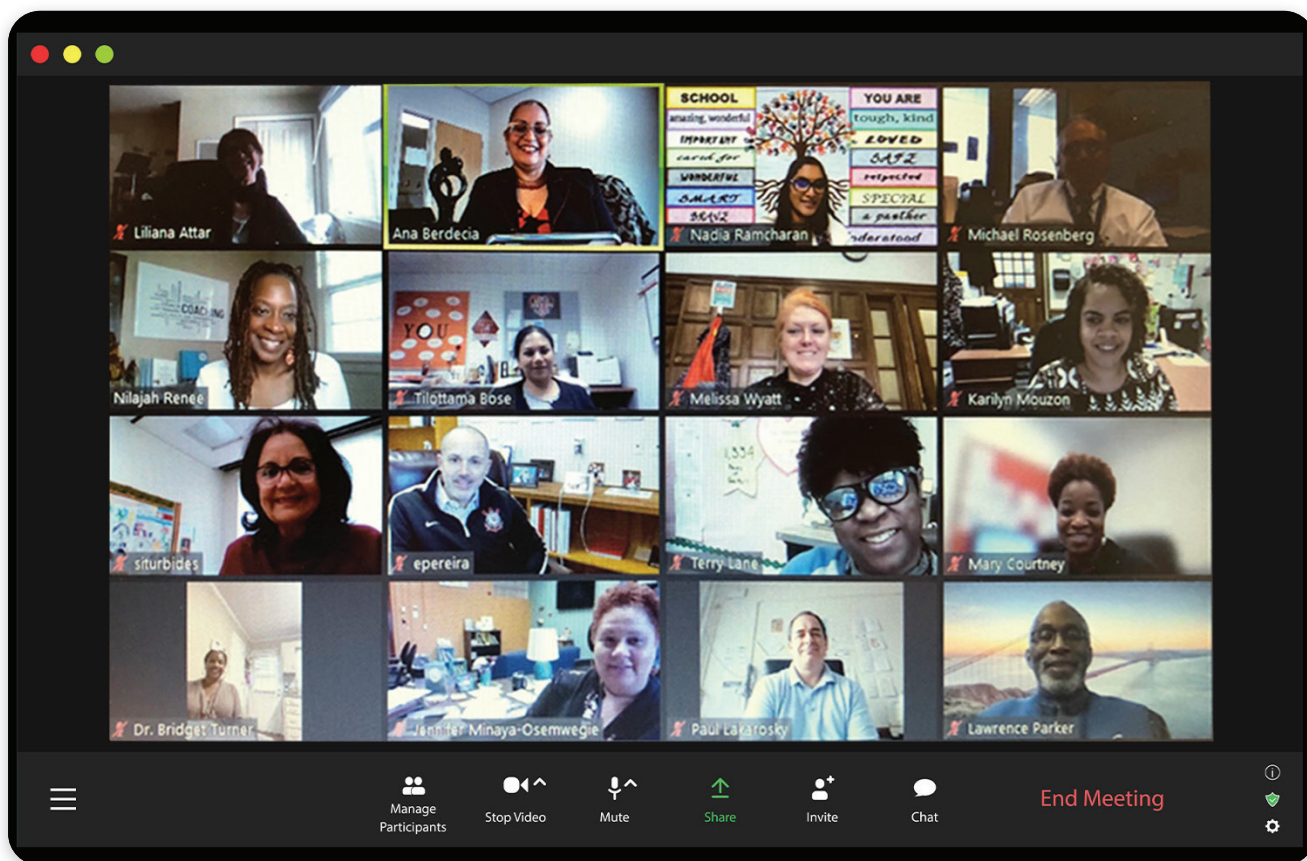 SCHOOL
YOU ARE
amazing, wonderful
tough, kind
IMPORTANT
LOVED
cared for
SAFE
WONDERFUL
respected
SMART
SPECIAL
BRAVE
a panther
Liliana Attar
Ana Berdecia
Nadia Ramcharan
Michael Rosenberg
COACHING
YOU
Nilajah Renee
Tilottama Bose
Melissa Wyatt
Karilyn Mouzon
1,334
siturbides
epereira
Terry Lane
Mary Courtney
Dr. Bridget Turner
Jennifer Minaya-Osemwegie
Paul Lakarosky
Lawrence Parker
Manage
Participants
Stop Video
Mute
Share
Invite
Chat
End Meeting